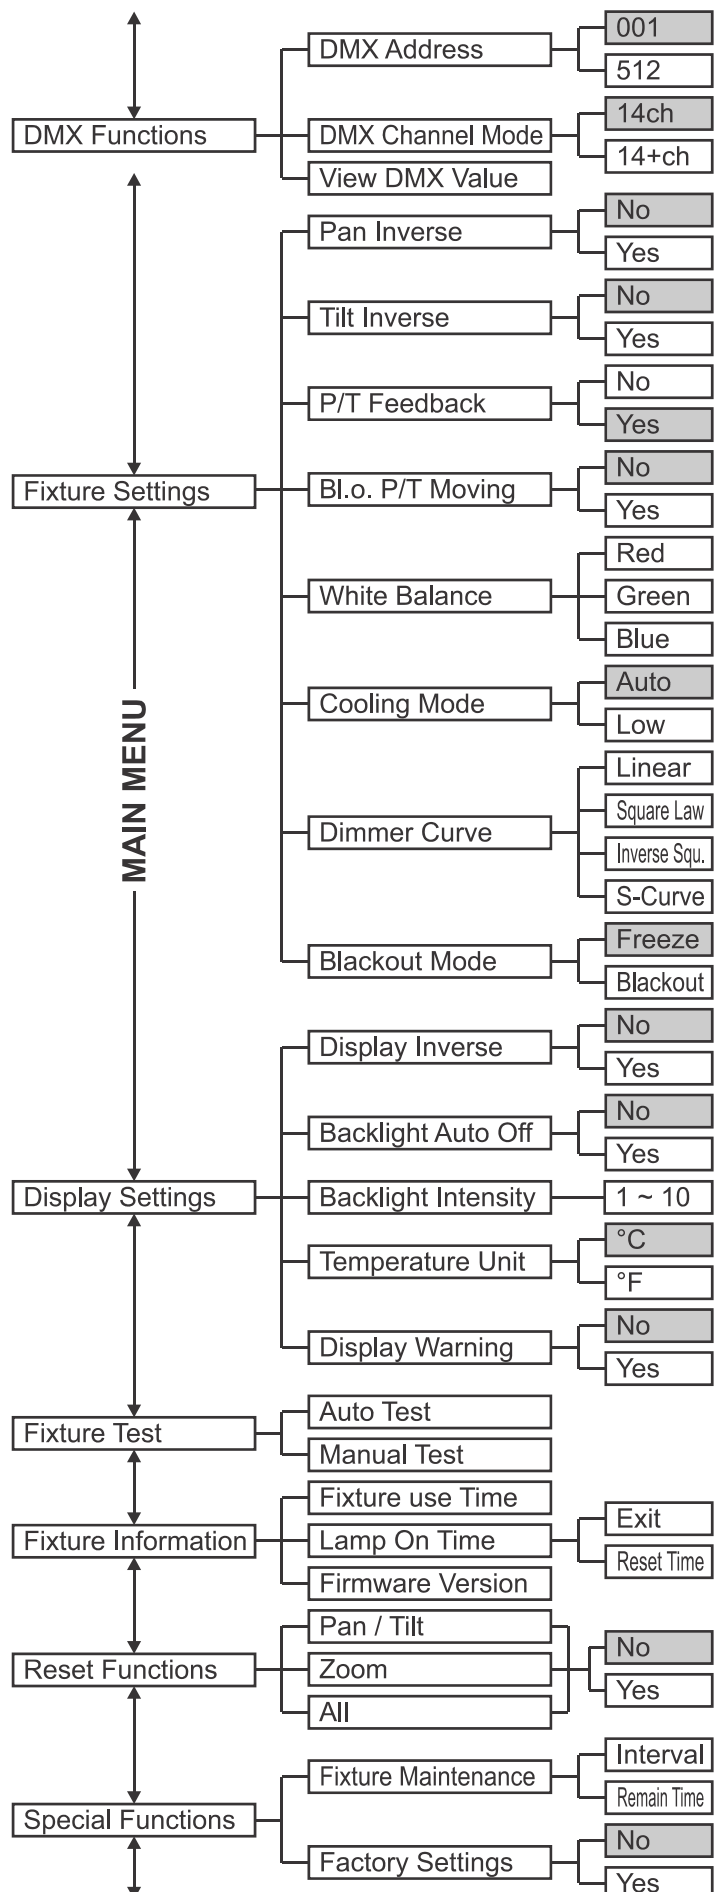 001
DMX Address
512
14ch
DMX Functions
DMX Channel Mode
14+ch
View DMX Value
No
Pan Inverse
Yes
No
Tilt Inverse
Yes
No
P/T Feedback
Yes
No
Fixture Settings
Bl.o. P/T Moving
Yes
Red
White Balance
Green
Blue
Auto
Cooling Mode
Low
MAIN MENU
Linear
Square Law
Dimmer Curve
Inverse Squ.
S-Curve
Freeze
Blackout Mode
Blackout
No
Display Inverse
Yes
No
Backlight Auto Off
Yes
Display Settings
Backlight Intensity
1 ~ 10
°C
Temperature Unit
°F
No
Display Warning
Yes
Auto Test
Fixture Test
Manual Test
Fixture use Time
Exit
Fixture Information
Lamp On Time
Reset Time
Firmware Version
Pan / Tilt
No
Reset Functions
Zoom
Yes
All
Interval
Fixture Maintenance
Remain Time
Special Functions
No
Factory Settings
Yes